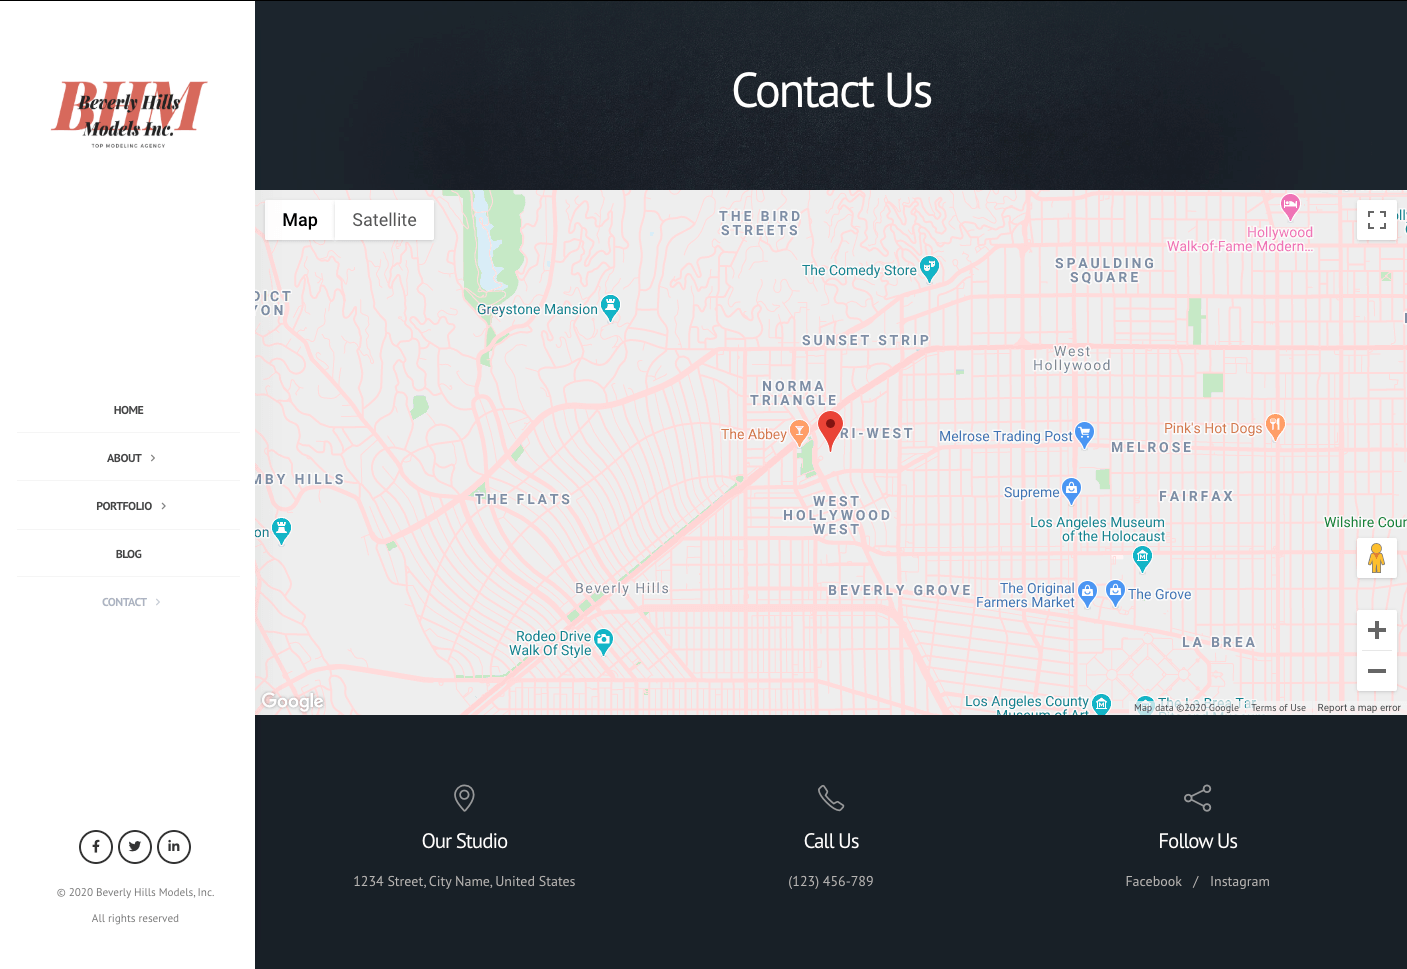 BHM
Beverly Hills
Models Inc.
TOP MODELING AGENCY
HOME
ABOUT
PORTFOLIO
BLOG
CONTACT
© 2020 Beverly Hills Models, Inc.
All rights reserved
Contact Us
Map Satellite
THE BIRD
STREETS
Hollywood
Walk-of-Fame Modern...
The Comedy Store
SPAULDING
SQUARE
DICT
YON
Greystone Mansion
SUNSET STRIP
West
Hollywood
NORMA
TRIANGLE
The Abbey
RI-WEST
Melrose Trading Post
Pink's Hot Dogs
MELROSE
MBY HILLS
THE FLATS
Supreme
FAIRFAX
WEST
HOLLYWOOD
WEST
Los Angeles Museum
of the Holocaust
Wilshire Cour
on
Beverly Hills
BEVERLY GROVE
The Original
Farmers Market
The Grove
Rodeo Drive
Walk Of Style
LA BREA
Los Angeles County
Museum of Art
The La Brea Tar
Google
Map data ©2020 Google
Terms of Use
Report a map error
Our Studio
1234 Street, City Name, United States
Call Us
(123) 456-789
Follow Us
Facebook / Instagram